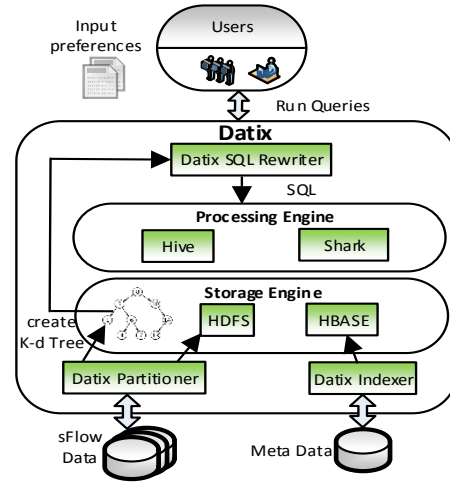 Input
preferences
Users
Run Queries
Datix
Datix SQL Rewriter
SQL
Processing Engine
Hive
Shark
Storage Engine
create
K-d Tree
HDFS
HBASE
Datix Partitioner
Datix Indexer
sFlow
Data
Meta Data